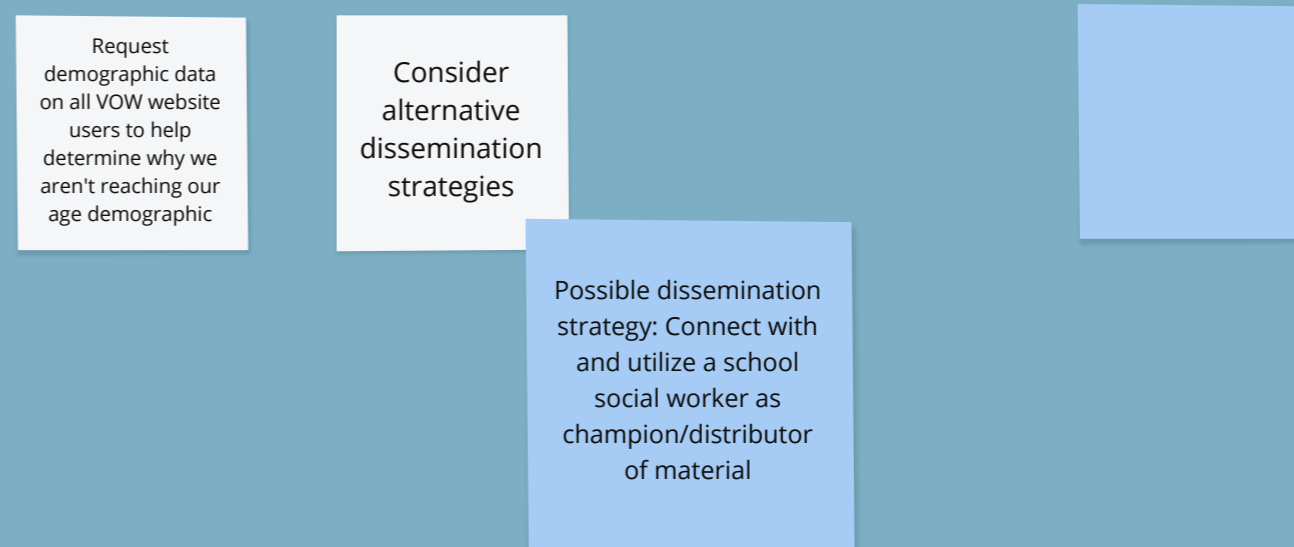 Request
demographic data
on all VOW website
users to help
determine why we
aren't reaching our
age demographic
Consider
alternative
dissemination
strategies
Possible dissemination
strategy: Connect with
and utilize a school
social worker as
champion/distributor
of material